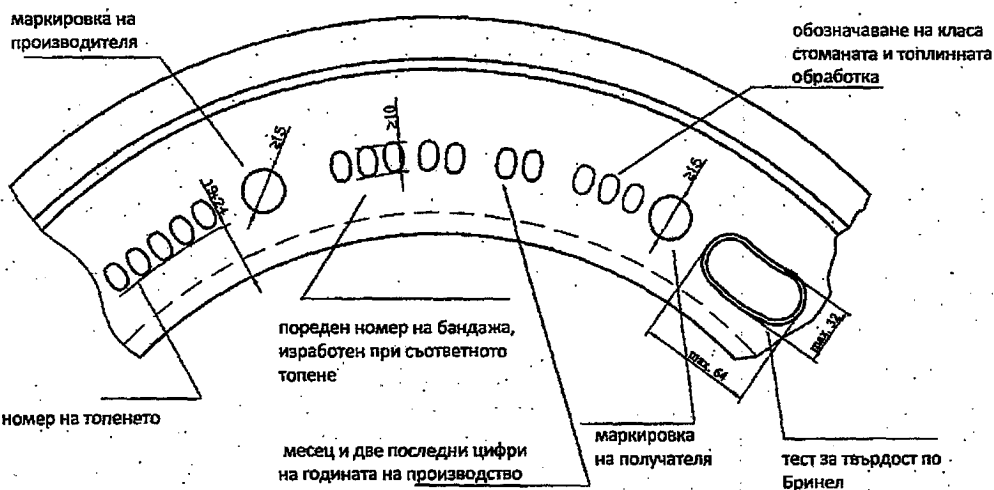 маркировка на
производителя
обозначаване на класа
стоманата и топлинната
обработка
≥15
≥10
≥15
19÷24
max. 32
max. 64
пореден номер на бандажа,
изработен при съответното
топене
номер на топенето
месец и две последни цифри
на годината на производство
маркировка
на получателя
тест за твърдост по
Бринел